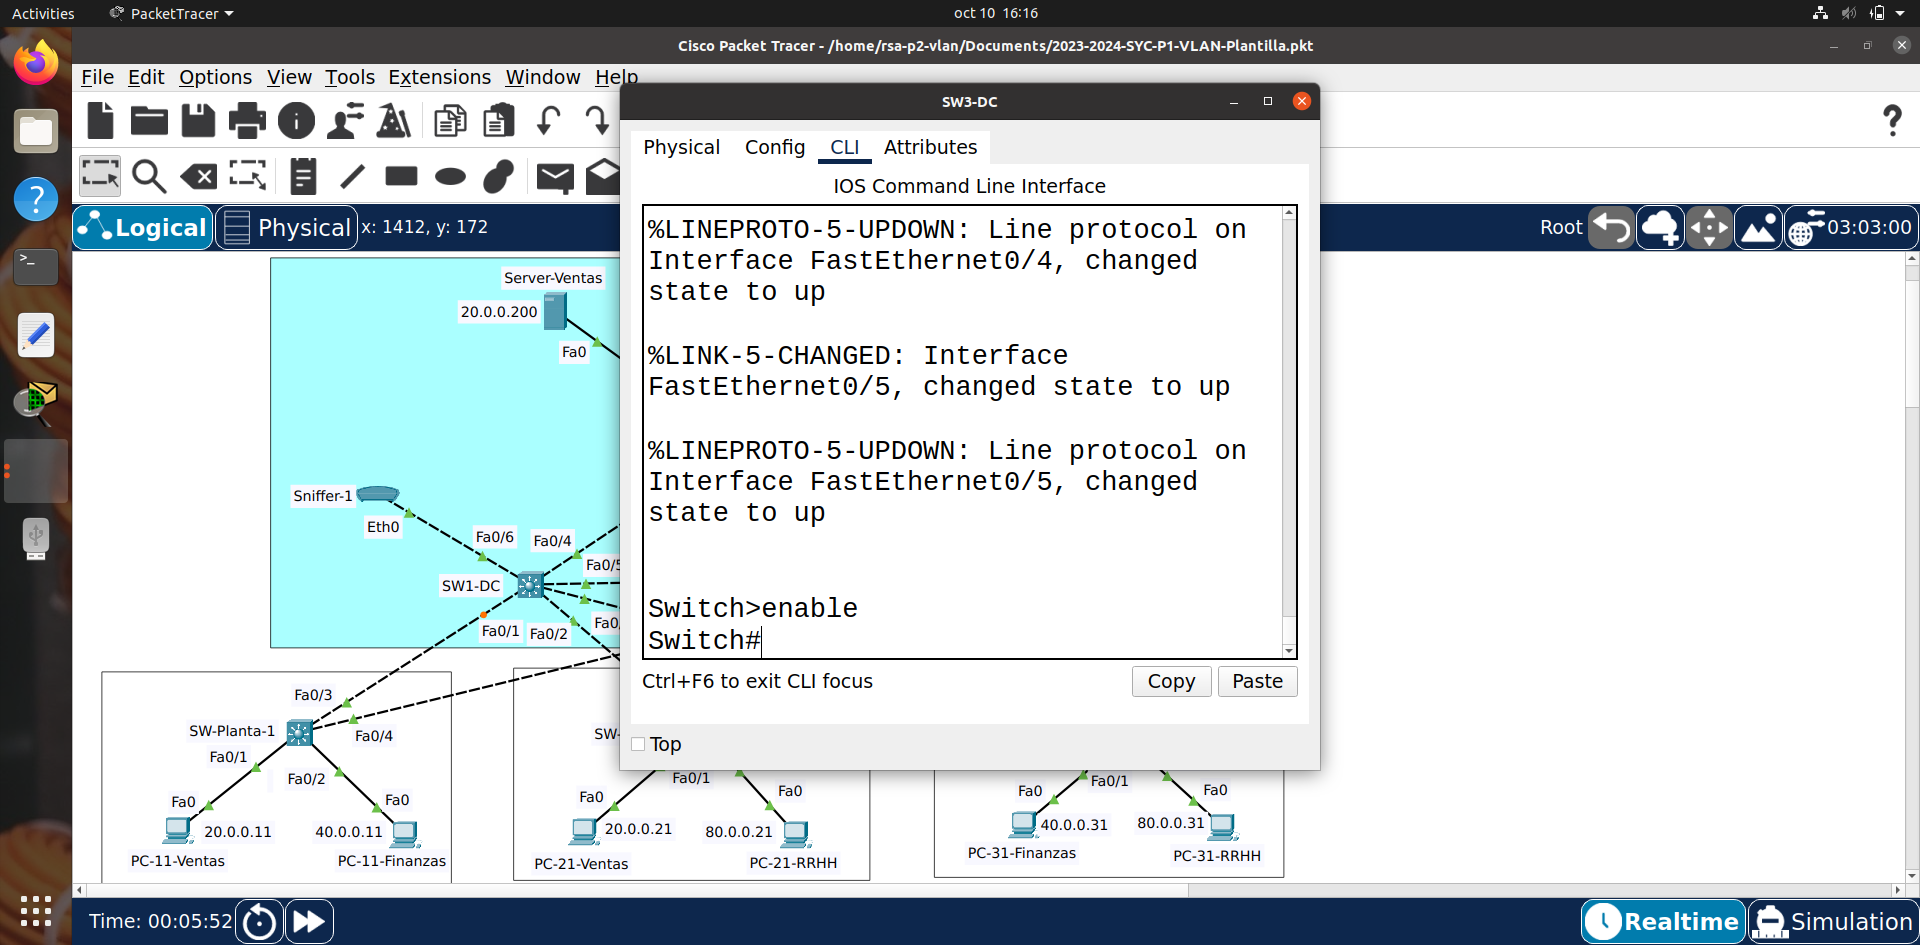 Activities
PacketTracer
oct 10 16:16
Cisco Packet Tracer - /home/rsa-p2-vlan/Documents/2023-2024-SYC-P1-VLAN-Plantilla.pkt
File Edit Options View Tools Extensions Window Help
SW3-DC
Physical Config CLI Attributes
IOS Command Line Interface
%LINEPROTO-5-UPDOWN: Line protocol on
Interface FastEthernet0/4, changed
state to up
%LINK-5-CHANGED: Interface
FastEthernet0/5, changed state to up
%LINEPROTO-5-UPDOWN: Line protocol on
Interface FastEthernet0/5, changed
state to up
Switch>enable
Switch#
Ctrl+F6 to exit CLI focus
Copy
Paste
Top
Logical
Physical
x: 1412, y: 172
Root
03:03:00
Server-Ventas
20.0.0.200
Fa0
Sniffer-1
Eth0
Fa0/6
Fa0/4
Fa0/5
SW1-DC
Fa0/1
Fa0/2
Fa0/
Fa0/3
SW-Planta-1
Fa0/4
Fa0/1
Fa0/2
Fa0
20.0.0.11
PC-11-Ventas
Fa0
40.0.0.11
PC-11-Finanzas
SW-
Fa0/1
Fa0
20.0.0.21
PC-21-Ventas
Fa0
80.0.0.21
PC-21-RRHH
Fa0/1
Fa0
40.0.0.31
PC-31-Finanzas
Fa0
80.0.0.31
PC-31-RRHH
Time: 00:05:52
Realtime
Simulation